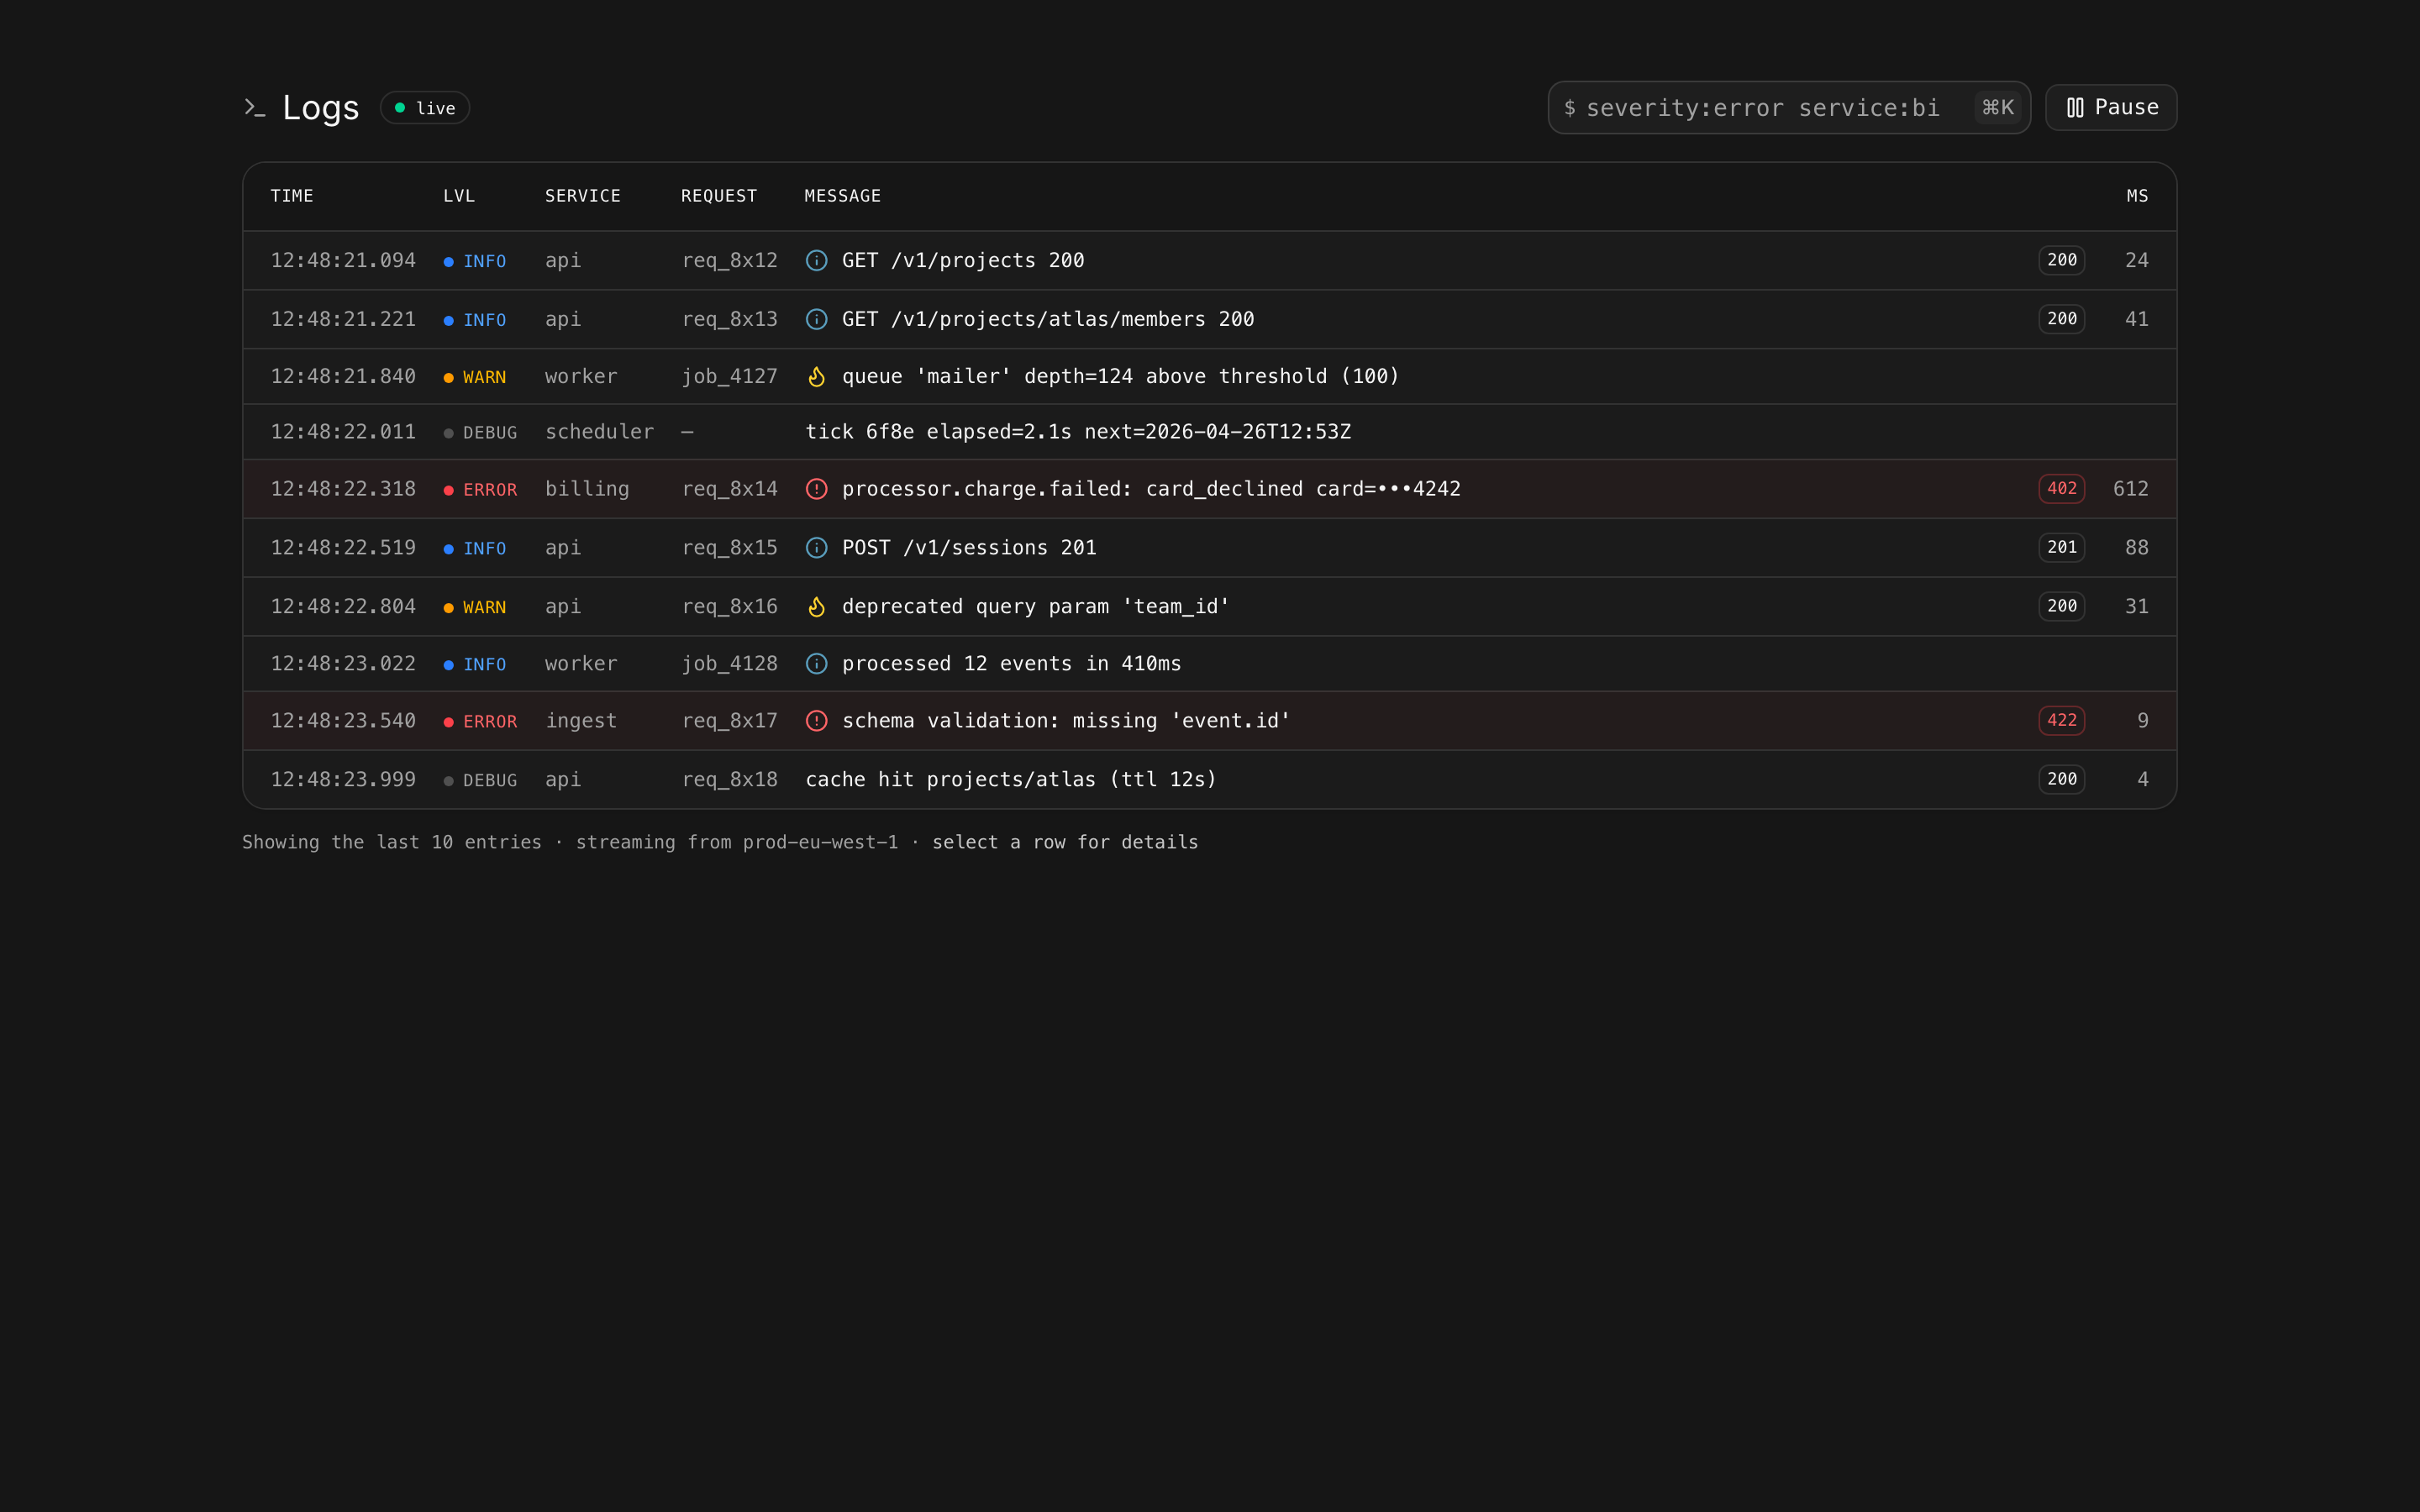 Logs live $ severity:error service:bi ⌘K Pause
TIME LVL SERVICE REQUEST MESSAGE MS
12:48:21.094 INFO api req_8x12 GET /v1/projects 200 200 24
12:48:21.221 INFO api req_8x13 GET /v1/projects/atlas/members 200 200 41
12:48:21.840 WARN worker job_4127 queue 'mailer' depth=124 above threshold (100)
12:48:22.011 DEBUG scheduler — tick 6f8e elapsed=2.1s next=2026-04-26T12:53Z
12:48:22.318 ERROR billing req_8x14 processor.charge.failed: card_declined card=•••4242 402 612
12:48:22.519 INFO api req_8x15 POST /v1/sessions 201 201 88
12:48:22.804 WARN api req_8x16 deprecated query param 'team_id' 200 31
12:48:23.022 INFO worker job_4128 processed 12 events in 410ms
12:48:23.540 ERROR ingest req_8x17 schema validation: missing 'event.id' 422 9
12:48:23.999 DEBUG api req_8x18 cache hit projects/atlas (ttl 12s) 200 4
Showing the last 10 entries · streaming from prod-eu-west-1 · select a row for details